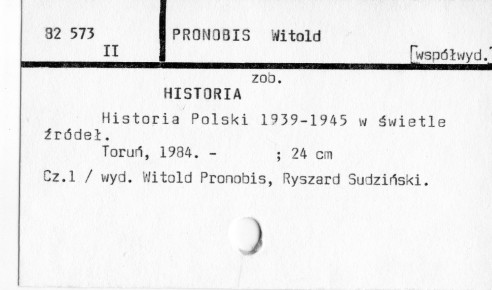 82 573
II
PRONOBIS Witold
[współwyd.]
zob.
HISTORIA
Historia Polski 1939-1945 w świetle
źródeł.
Toruń, 1984. - ; 24 cm
Cz.1 / wyd. Witold Pronobis, Ryszard Sudziński.